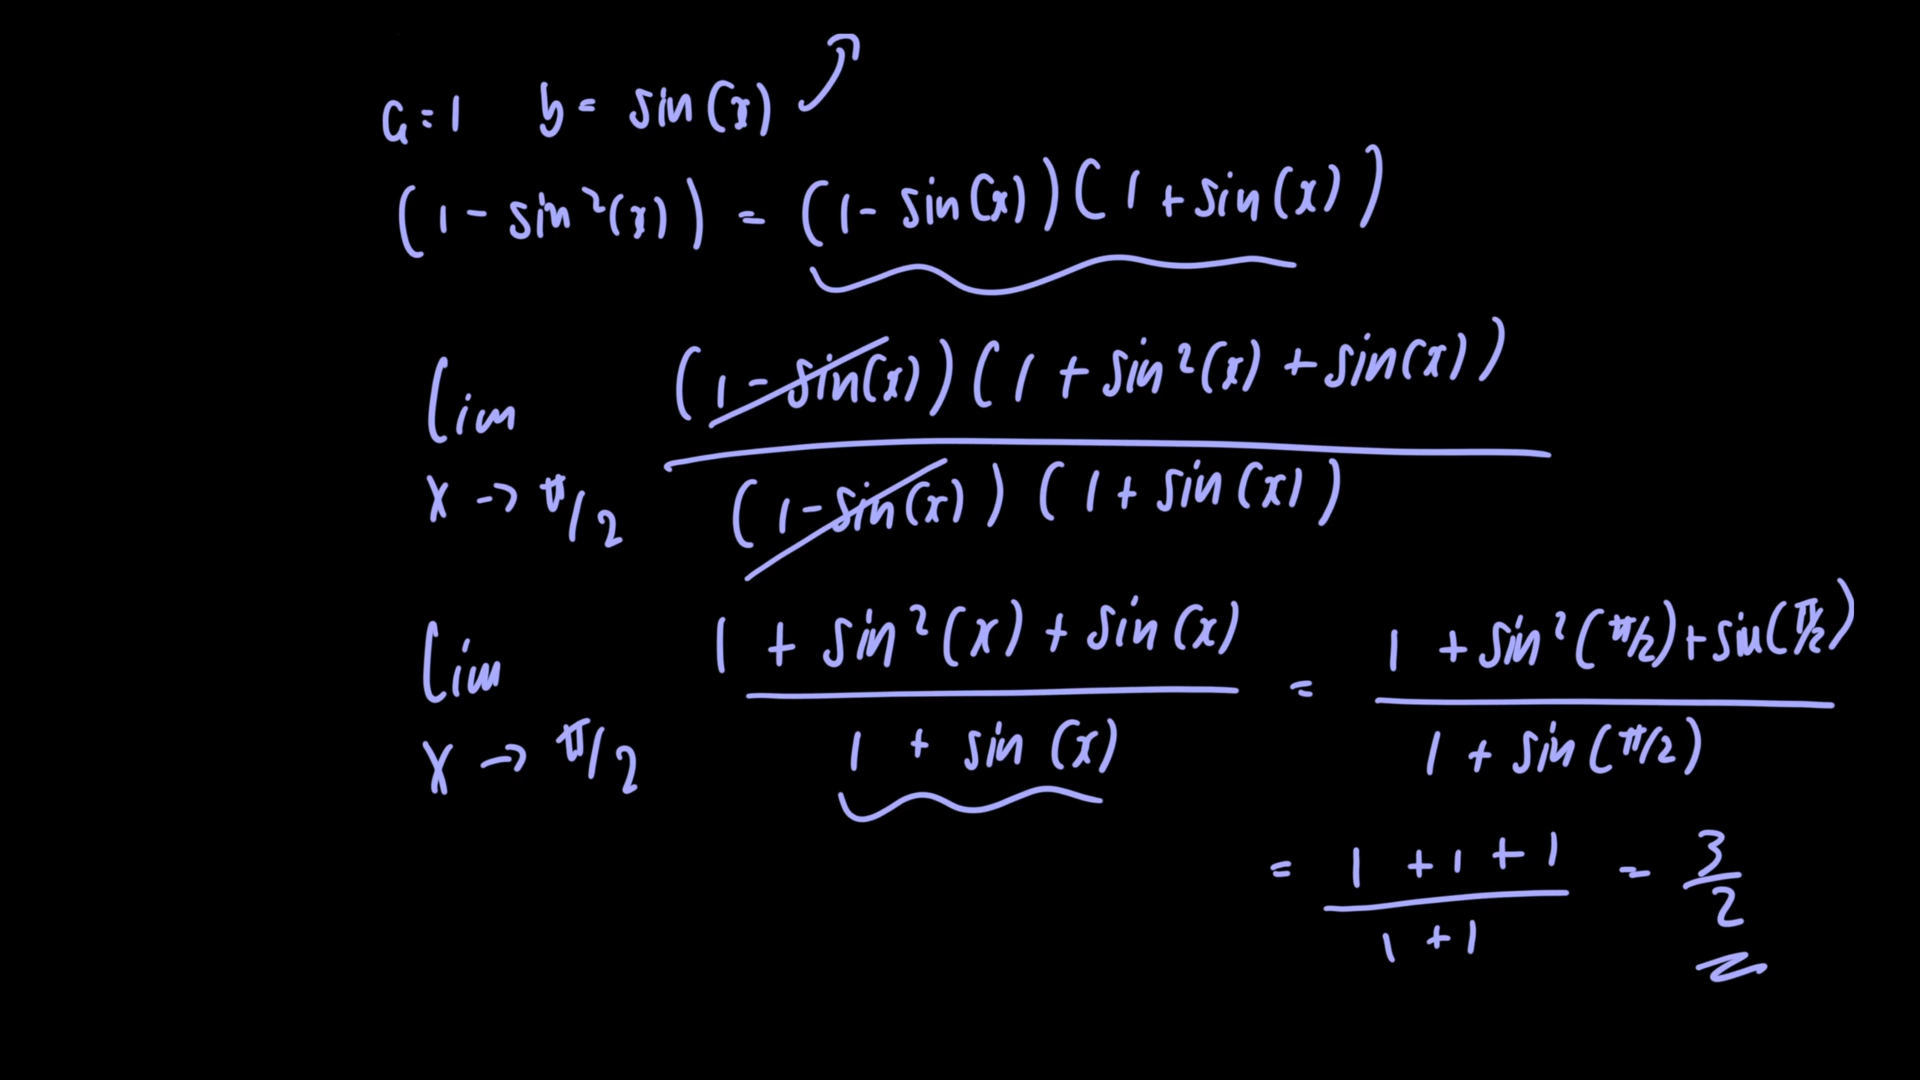 a = 1 b = sin(x)
(1 - sin²(x)) = (1 - sin(x))(1 + sin(x))
lim x → π/2 (1 - sin(x))(1 + sin²(x) + sin(x)) / (1 - sin(x))(1 + sin(x))
lim x → π/2 1 + sin²(x) + sin(x) / 1 + sin(x) = 1 + sin²(π/2) + sin(π/2) / 1 + sin(π/2)
= 1 + 1 + 1 / 1 + 1 = 3/2